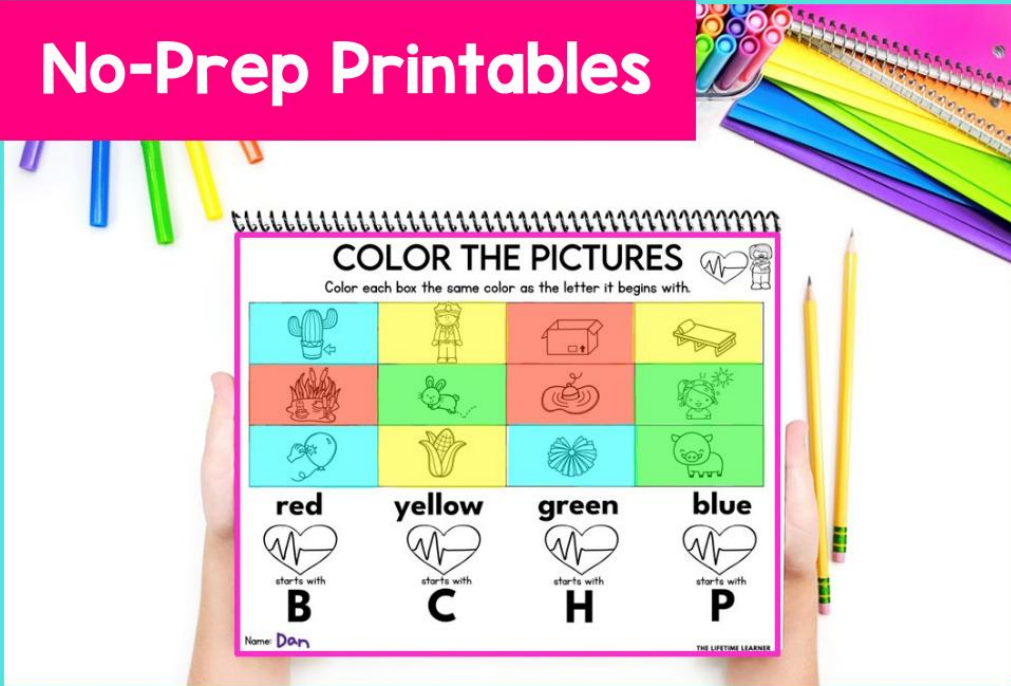 No-Prep Printables
COLOR THE PICTURES
Color each box the same color as the letter it begins with.
red yellow green blue
starts with starts with starts with starts with
B C H P
Name: Dan
THE LIFETIME LEARNER